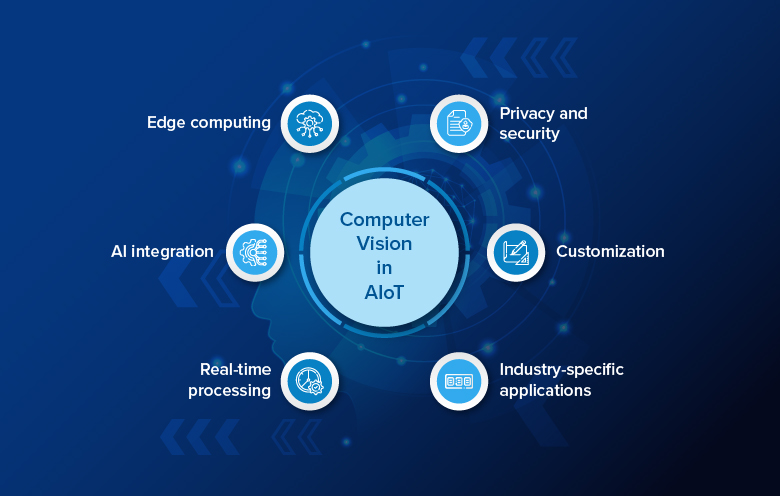 Edge computing
Privacy and
security
Computer
Vision
in
AIoT
AI integration
Customization
Real-time
processing
Industry-specific
applications